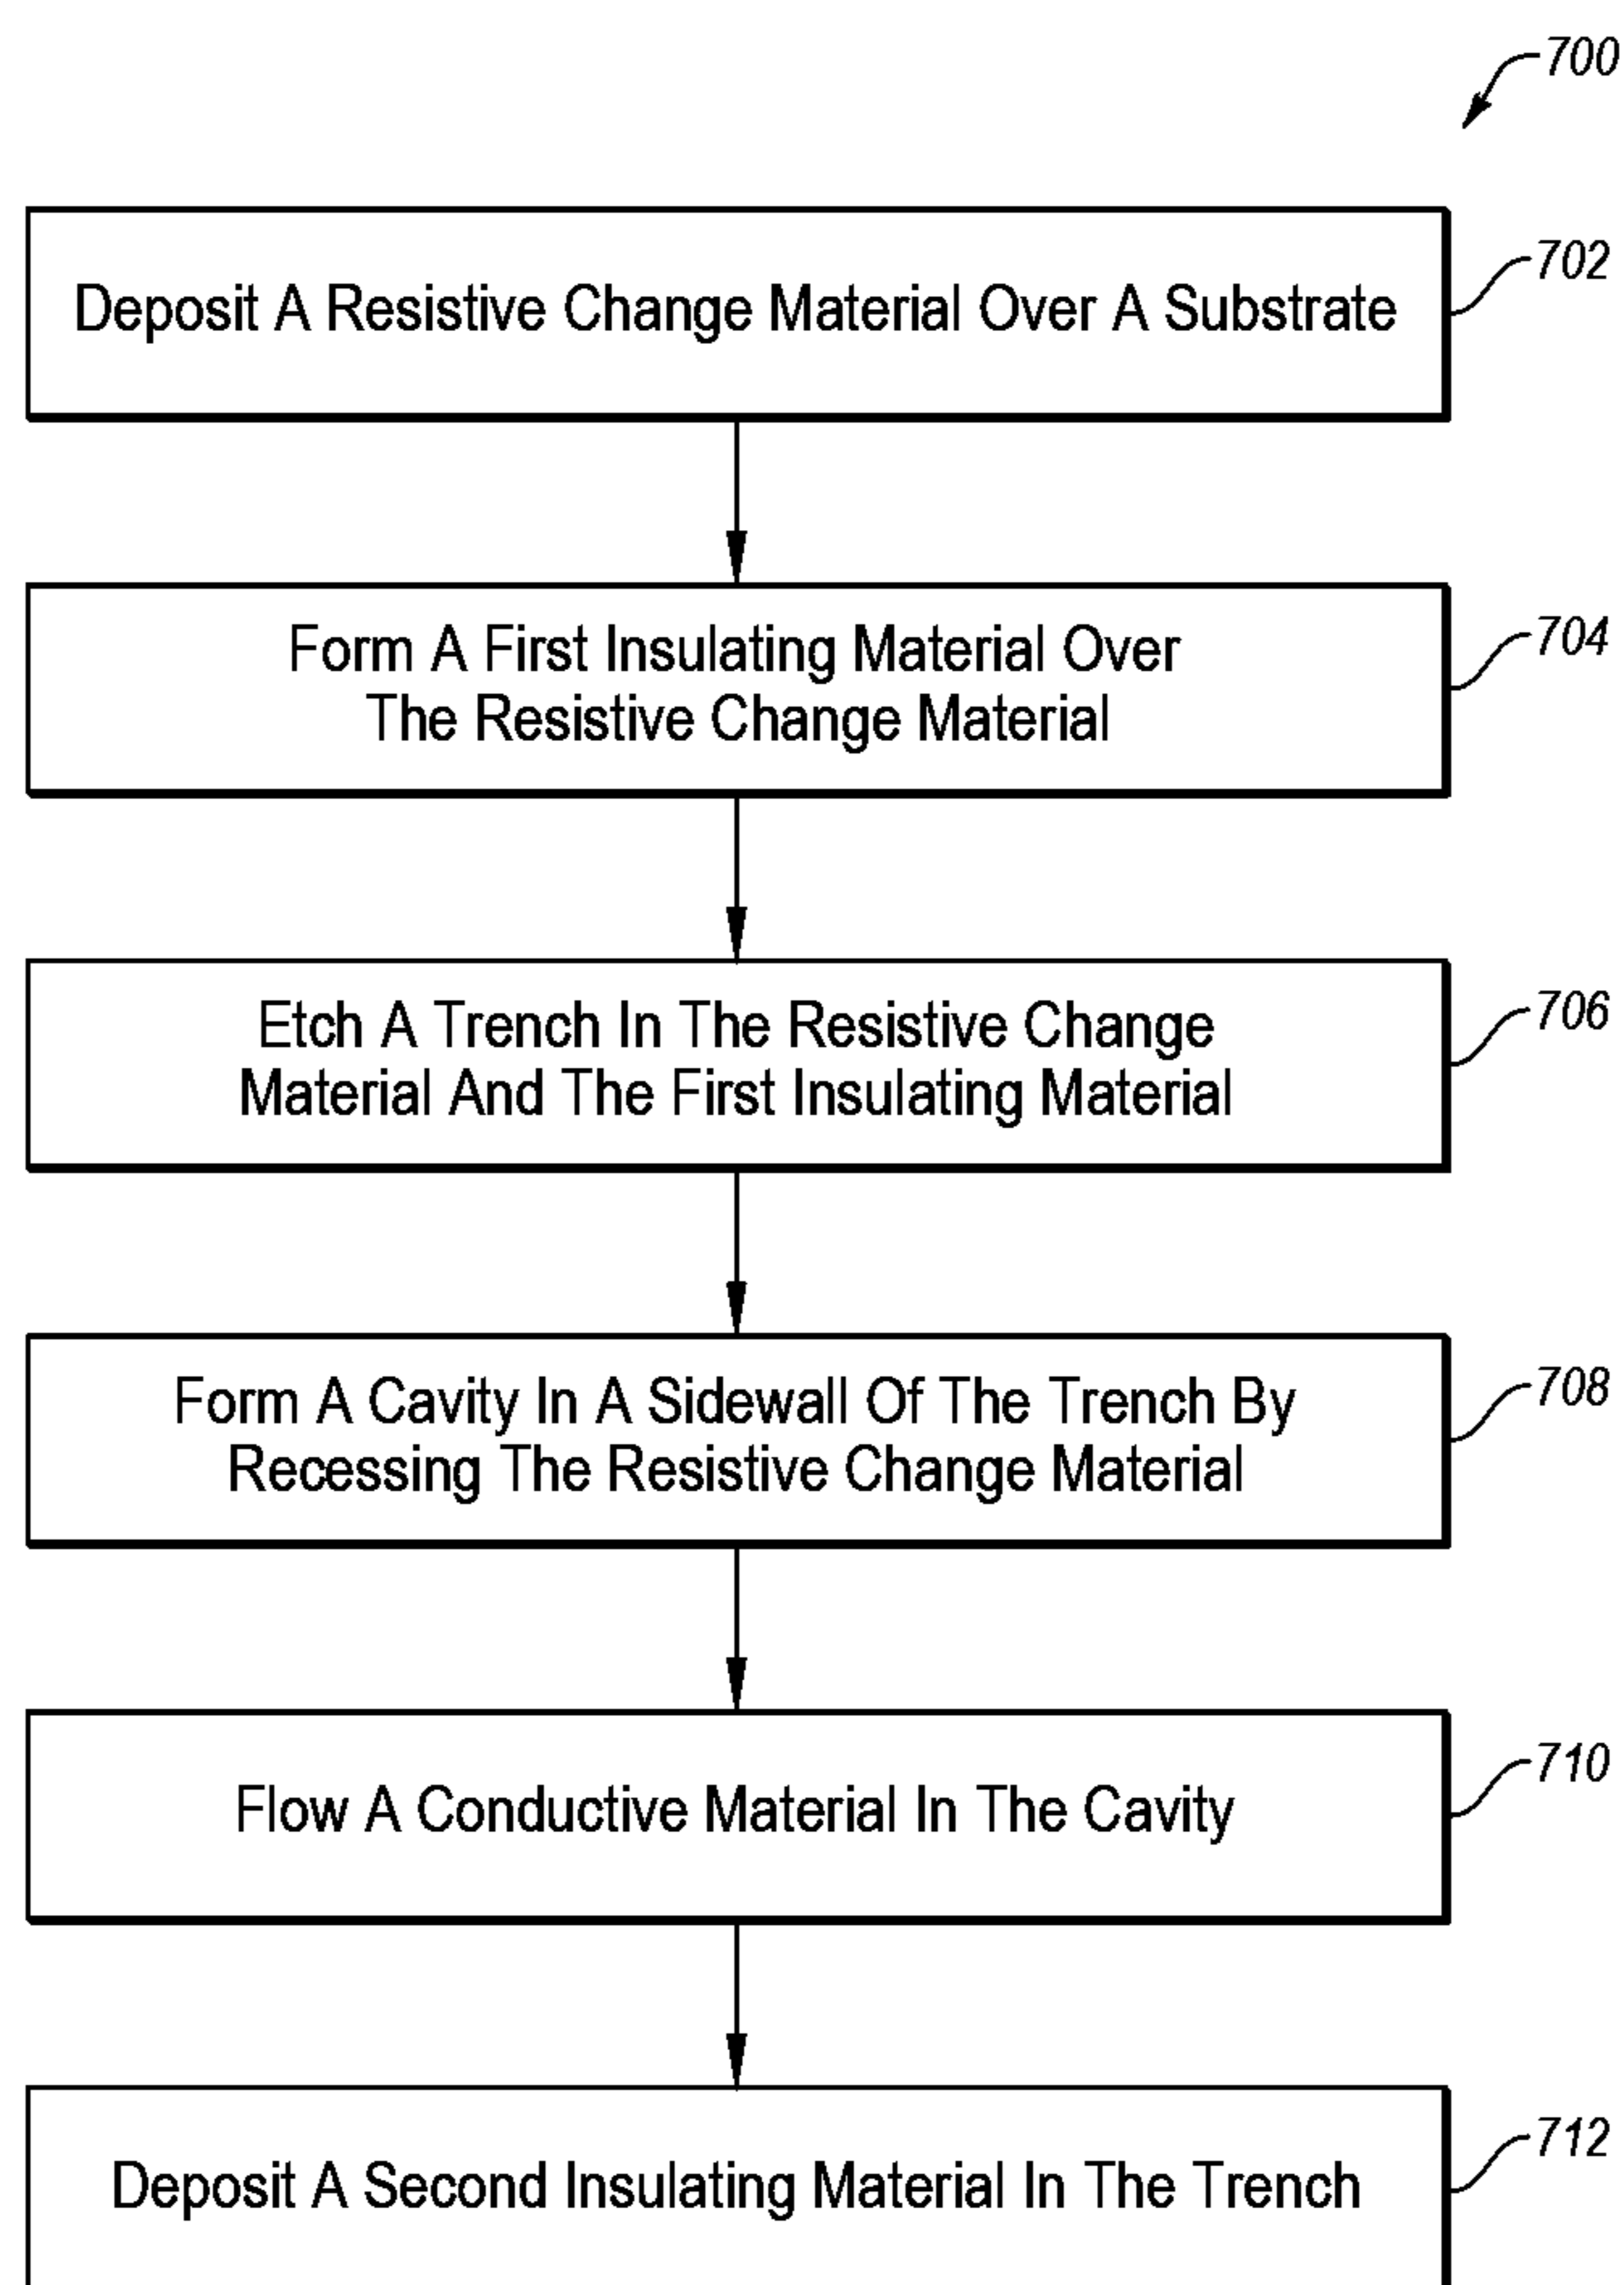 700
Deposit A Resistive Change Material Over A Substrate
702
Form A First Insulating Material Over
The Resistive Change Material
704
Etch A Trench In The Resistive Change
Material And The First Insulating Material
706
Form A Cavity In A Sidewall Of The Trench By
Recessing The Resistive Change Material
708
Flow A Conductive Material In The Cavity
710
Deposit A Second Insulating Material In The Trench
712